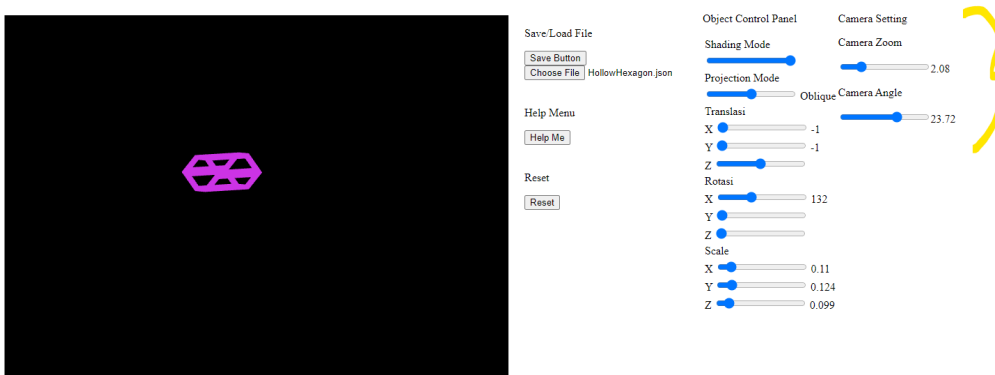 Save/Load File
Save Button
Choose File HollowHexagon.json
Help Menu
Help Me
Reset
Reset
Object Control Panel
Shading Mode
Projection Mode
Oblique
Translasi
X -1
Y -1
Z
Rotasi
X 132
Y
Z
Scale
X 0.11
Y 0.124
Z 0.099
Camera Setting
Camera Zoom
2.08
Camera Angle
23.72